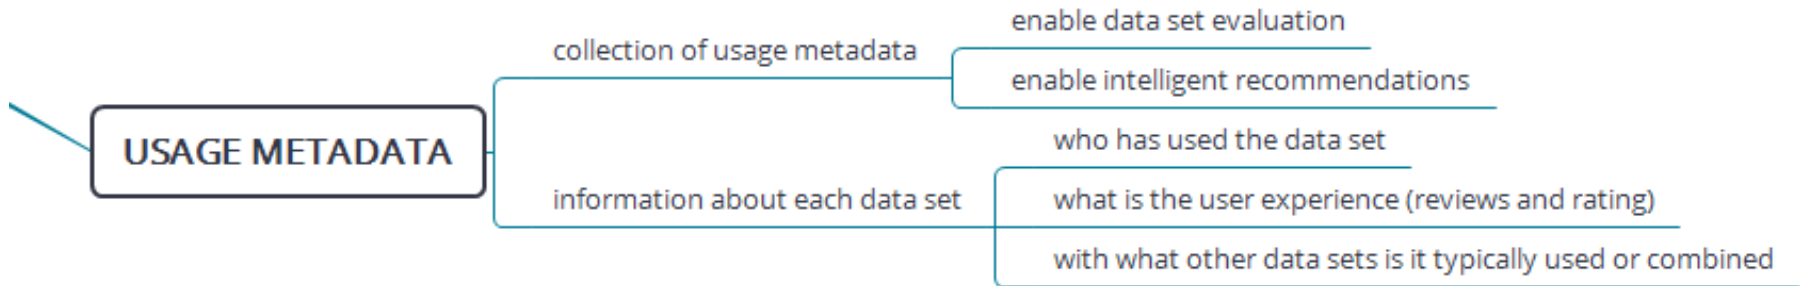 enable data set evaluation
collection of usage metadata
enable intelligent recommendations
USAGE METADATA
who has used the data set
information about each data set
what is the user experience (reviews and rating)
with what other data sets is it typically used or combined